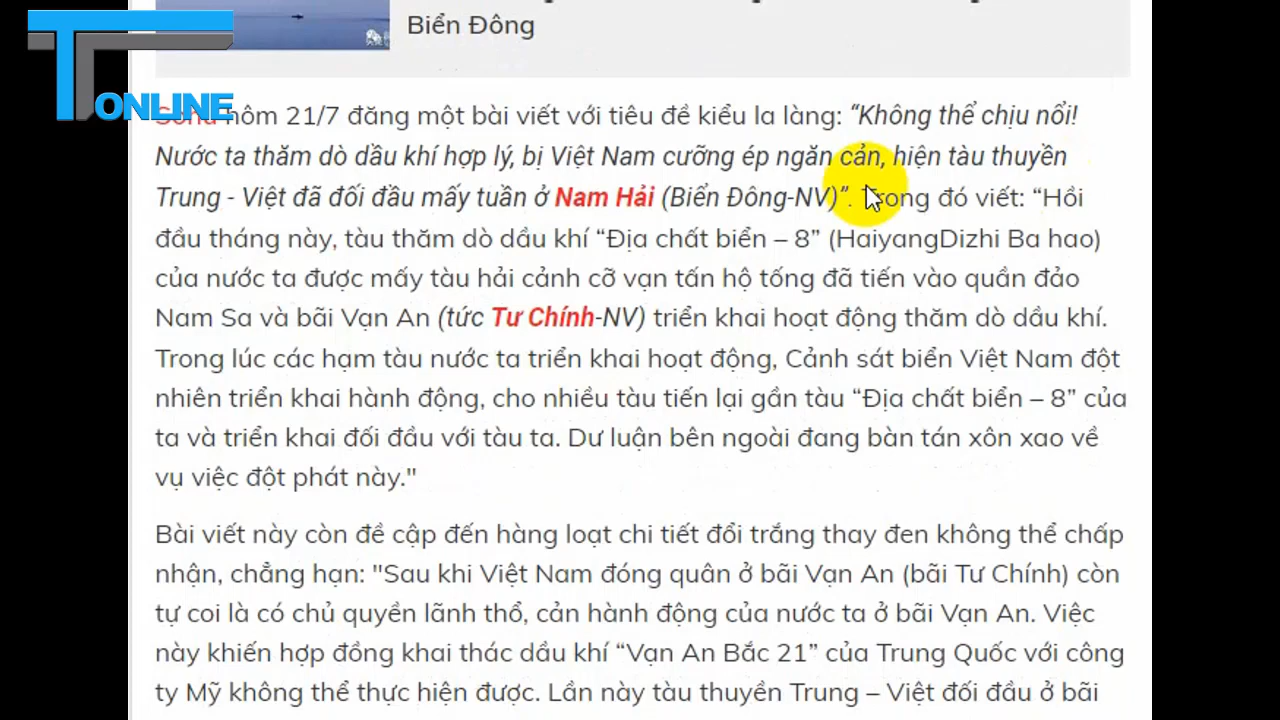 Biển Đông
TT ONLINE
Sohu hôm 21/7 đăng một bài viết với tiêu đề kiểu la làng: “Không thể chịu nổi!
Nước ta thăm dò dầu khí hợp lý, bị Việt Nam cưỡng ép ngăn cản, hiện tàu thuyền
Trung - Việt đã đối đầu mấy tuần ở Nam Hải (Biển Đông-NV)”. Trong đó viết: “Hồi
đầu tháng này, tàu thăm dò dầu khí “Địa chất biển – 8” (HaiyangDizhi Ba hao)
của nước ta được mấy tàu hải cảnh cỡ vạn tấn hộ tống đã tiến vào quần đảo
Nam Sa và bãi Vạn An (tức Tư Chính-NV) triển khai hoạt động thăm dò dầu khí.
Trong lúc các hạm tàu nước ta triển khai hoạt động, Cảnh sát biển Việt Nam đột
nhiên triển khai hành động, cho nhiều tàu tiến lại gần tàu “Địa chất biển – 8” của
ta và triển khai đối đầu với tàu ta. Dư luận bên ngoài đang bàn tán xôn xao về
vụ việc đột phát này."
Bài viết này còn đề cập đến hàng loạt chi tiết đổi trắng thay đen không thể chấp
nhận, chẳng hạn: "Sau khi Việt Nam đóng quân ở bãi Vạn An (bãi Tư Chính) còn
tự coi là có chủ quyền lãnh thổ, cản hành động của nước ta ở bãi Vạn An. Việc
này khiến hợp đồng khai thác dầu khí “Vạn An Bắc 21” của Trung Quốc với công
ty Mỹ không thể thực hiện được. Lần này tàu thuyền Trung – Việt đối đầu ở bãi